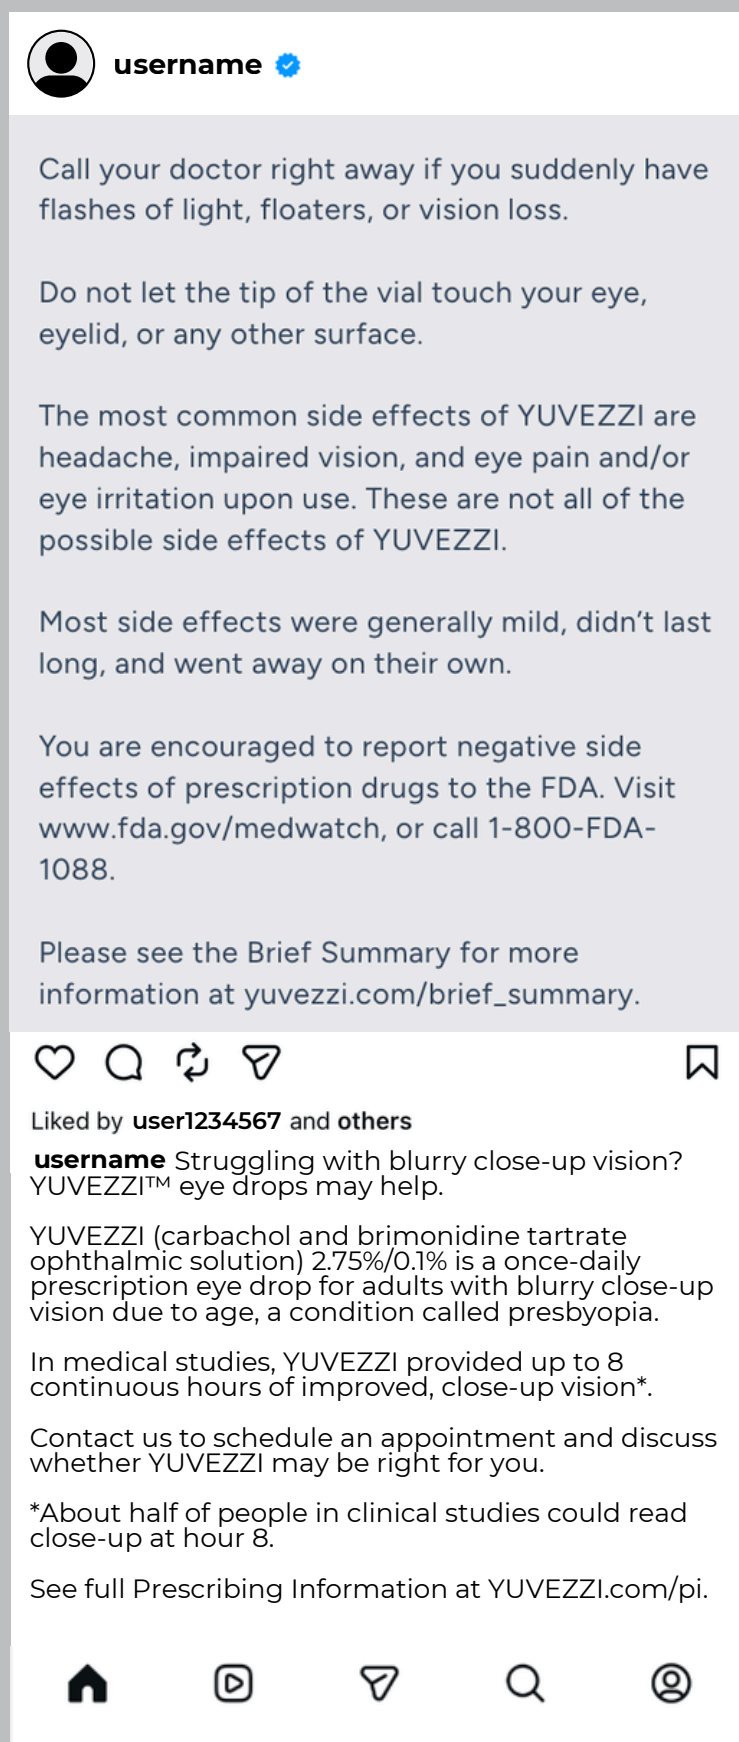 username
Call your doctor right away if you suddenly have
flashes of light, floaters, or vision loss.
Do not let the tip of the vial touch your eye,
eyelid, or any other surface.
The most common side effects of YUVEZZI are
headache, impaired vision, and eye pain and/or
eye irritation upon use. These are not all of the
possible side effects of YUVEZZI.
Most side effects were generally mild, didn’t last
long, and went away on their own.
You are encouraged to report negative side
effects of prescription drugs to the FDA. Visit
www.fda.gov/medwatch, or call 1-800-FDA-
1088.
Please see the Brief Summary for more
information at yuvezzi.com/brief_summary.
Liked by user1234567 and others
username Struggling with blurry close-up vision?
YUVEZZI™ eye drops may help.
YUVEZZI (carbachol and brimonidine tartrate
ophthalmic solution) 2.75%/0.1% is a once-daily
prescription eye drop for adults with blurry close-up
vision due to age, a condition called presbyopia.
In medical studies, YUVEZZI provided up to 8
continuous hours of improved, close-up vision*.
Contact us to schedule an appointment and discuss
whether YUVEZZI may be right for you.
*About half of people in clinical studies could read
close-up at hour 8.
See full Prescribing Information at YUVEZZI.com/pi.